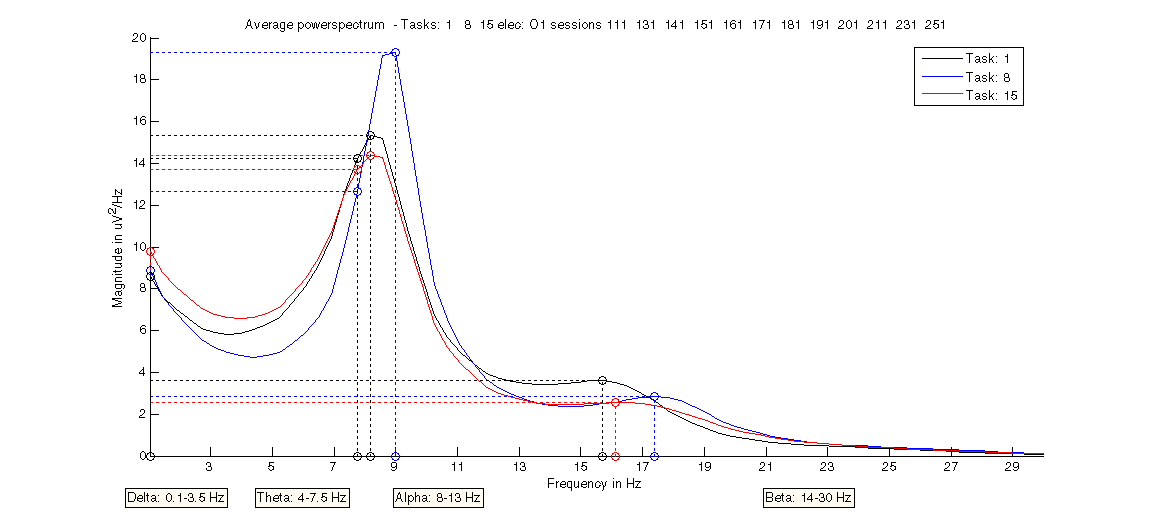 Average powerspectrum - Tasks: 1 8 15 elec: O1 sessions 111 131 141 151 161 171 181 191 201 211 231 251
Task: 1
Task: 8
Task: 15
Magnitude in uV²/Hz
20
18
16
14
12
10
8
6
4
2
0
3 5 7 9 11 13 15 17 19 21 23 25 27 29
Frequency in Hz
Delta: 0.1-3.5 Hz Theta: 4-7.5 Hz Alpha: 8-13 Hz Beta: 14-30 Hz